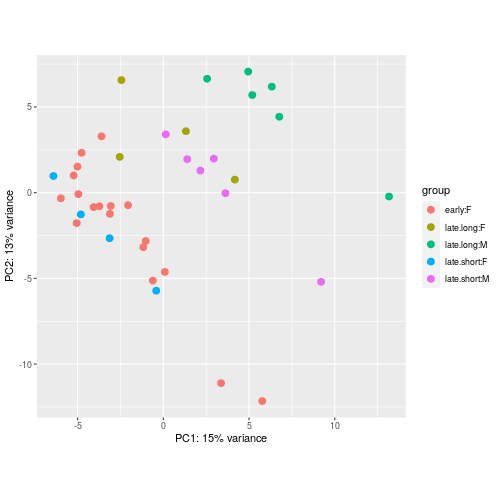 5
0
-5
-10
PC2: 13% variance
-5
0
5
10
PC1: 15% variance
group
early:F
late.long:F
late.long:M
late.short:F
late.short:M